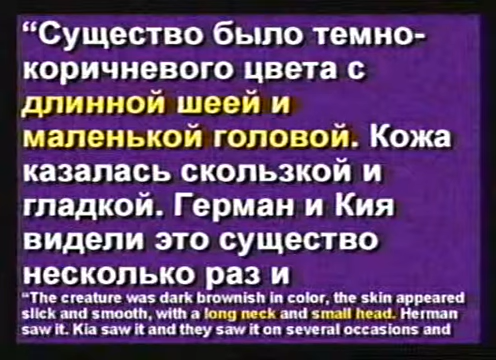 “Существо было темно-
коричневого цвета с
длинной шеей и
маленькой головой. Кожа
казалась скользкой и
гладкой. Герман и Кия
видели это существо
несколько раз и
“The creature was dark brownish in color, the skin appeared
slick and smooth, with a long neck and small head. Herman
saw it. Kia saw it and they saw it on several occasions and